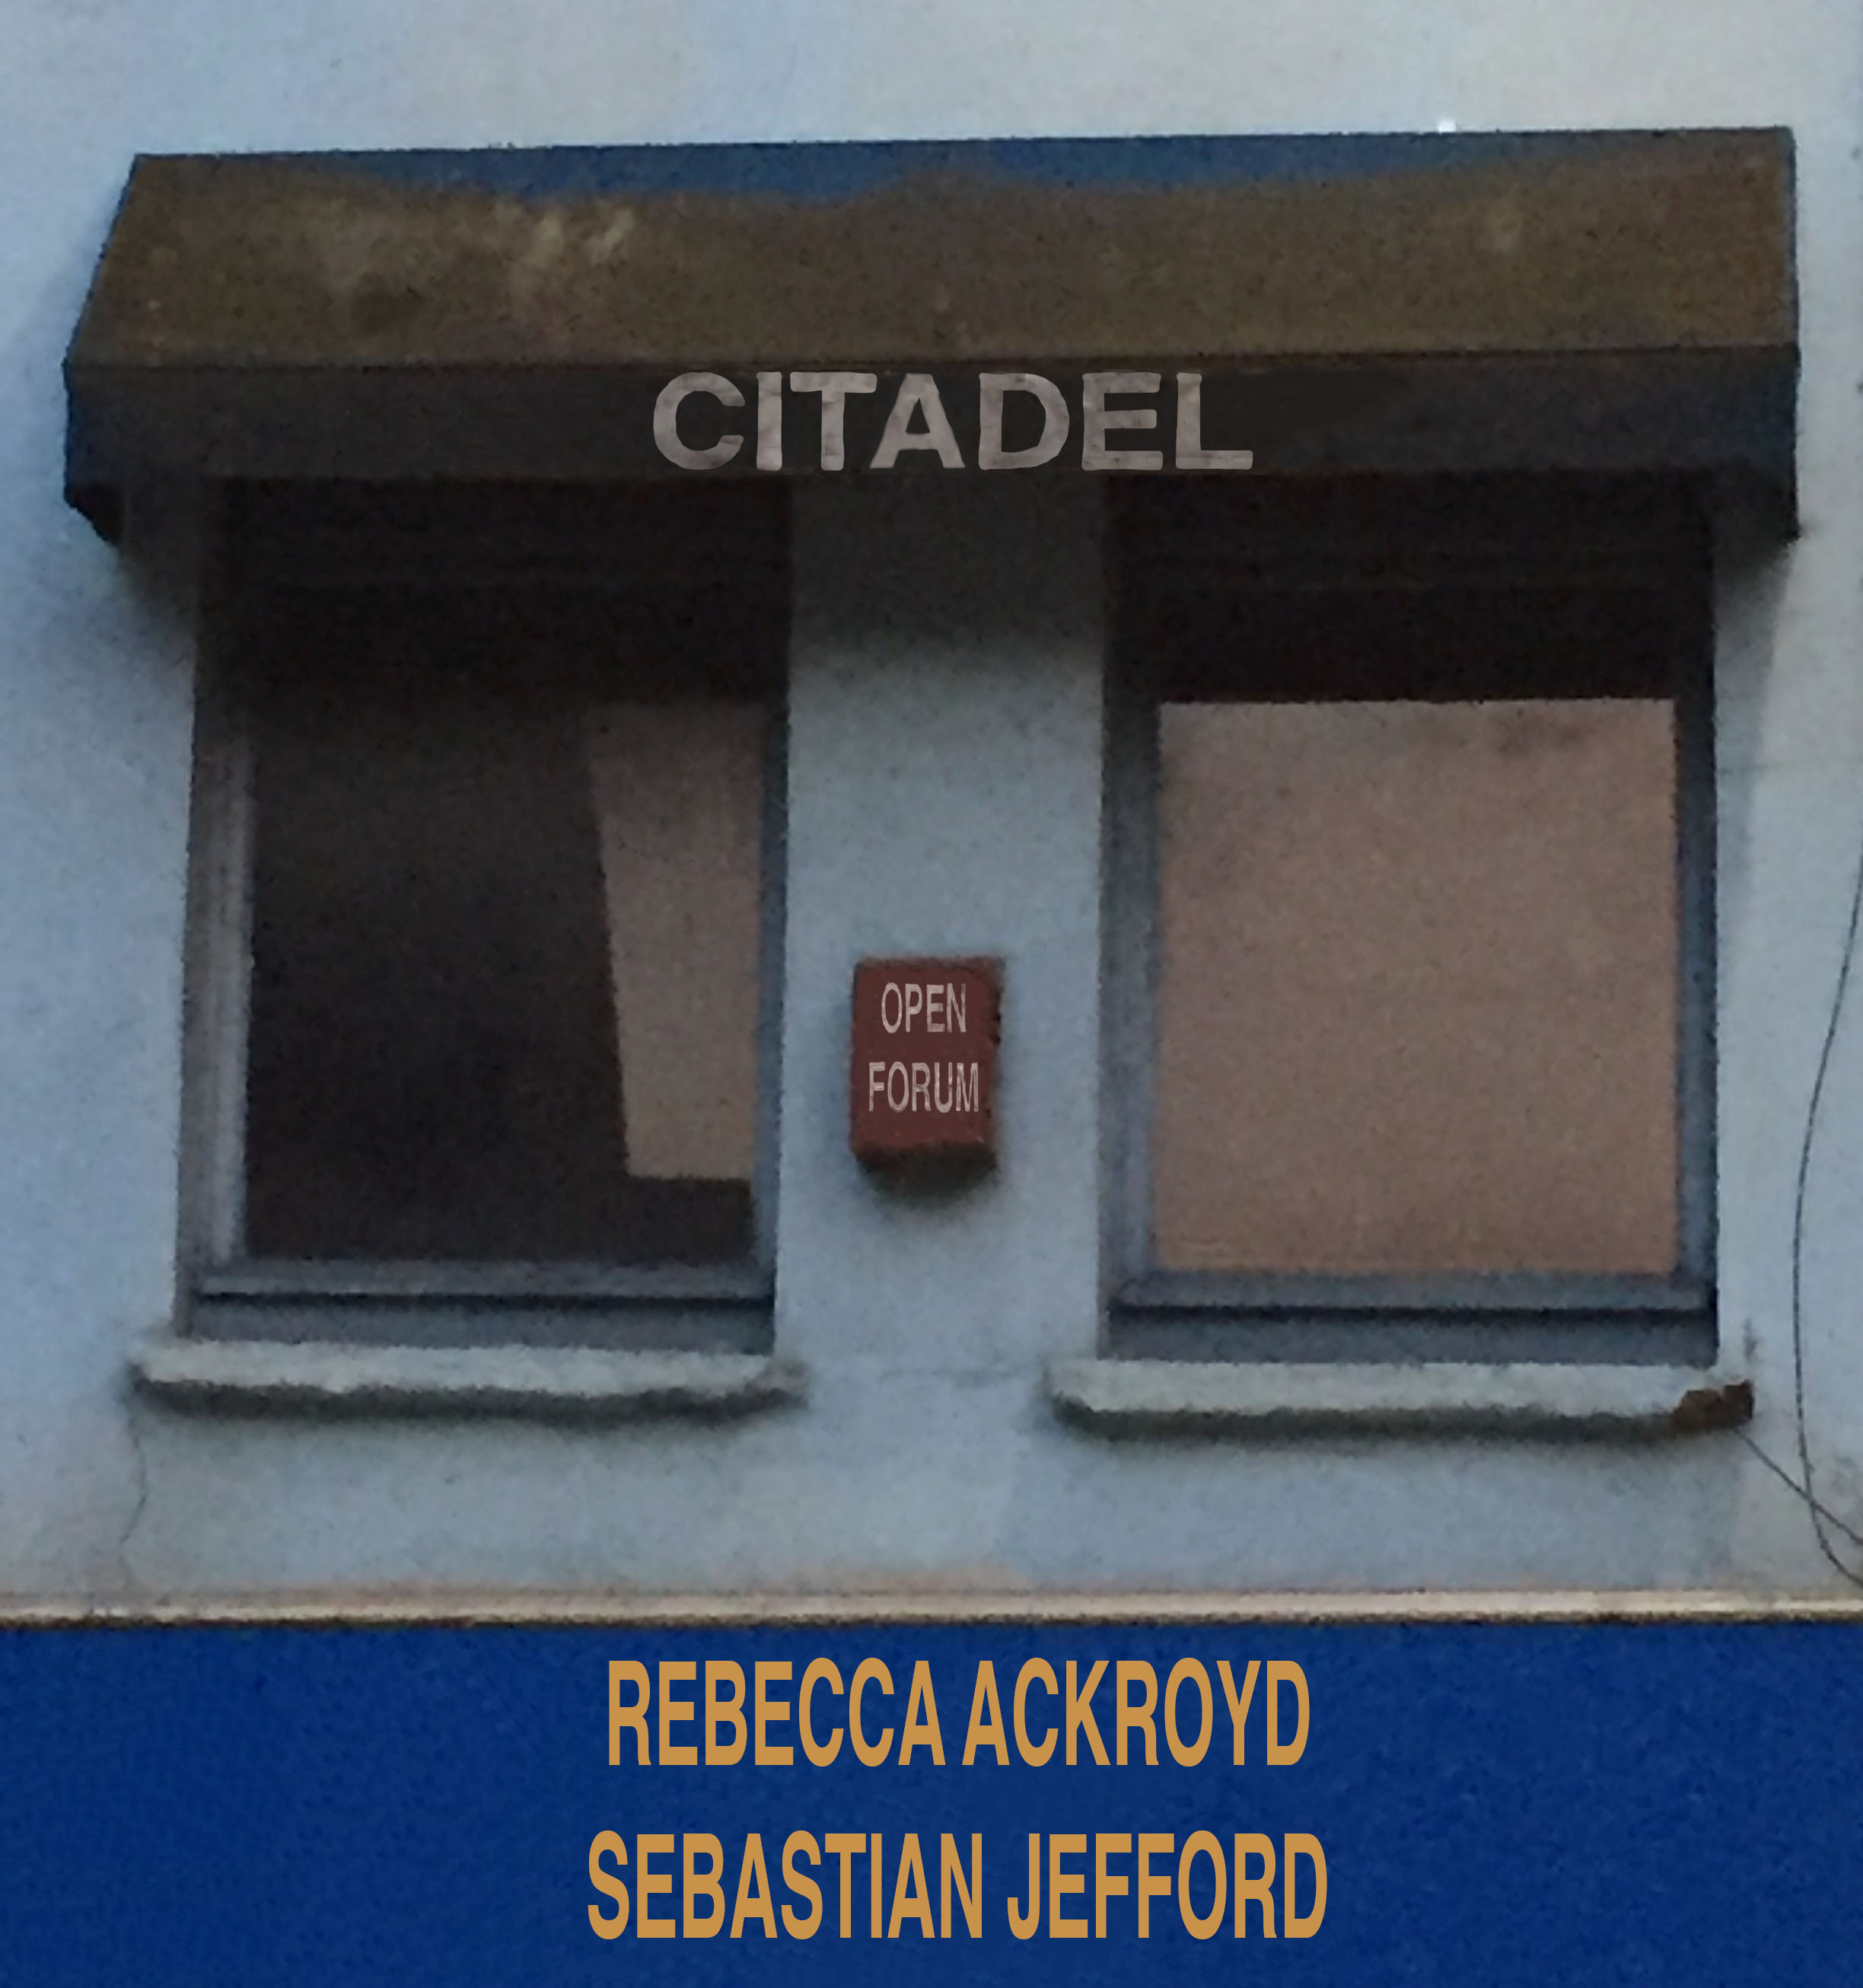 CITADEL
OPEN
FORUM
REBECCA ACKROYD
SEBASTIAN JEFFORD